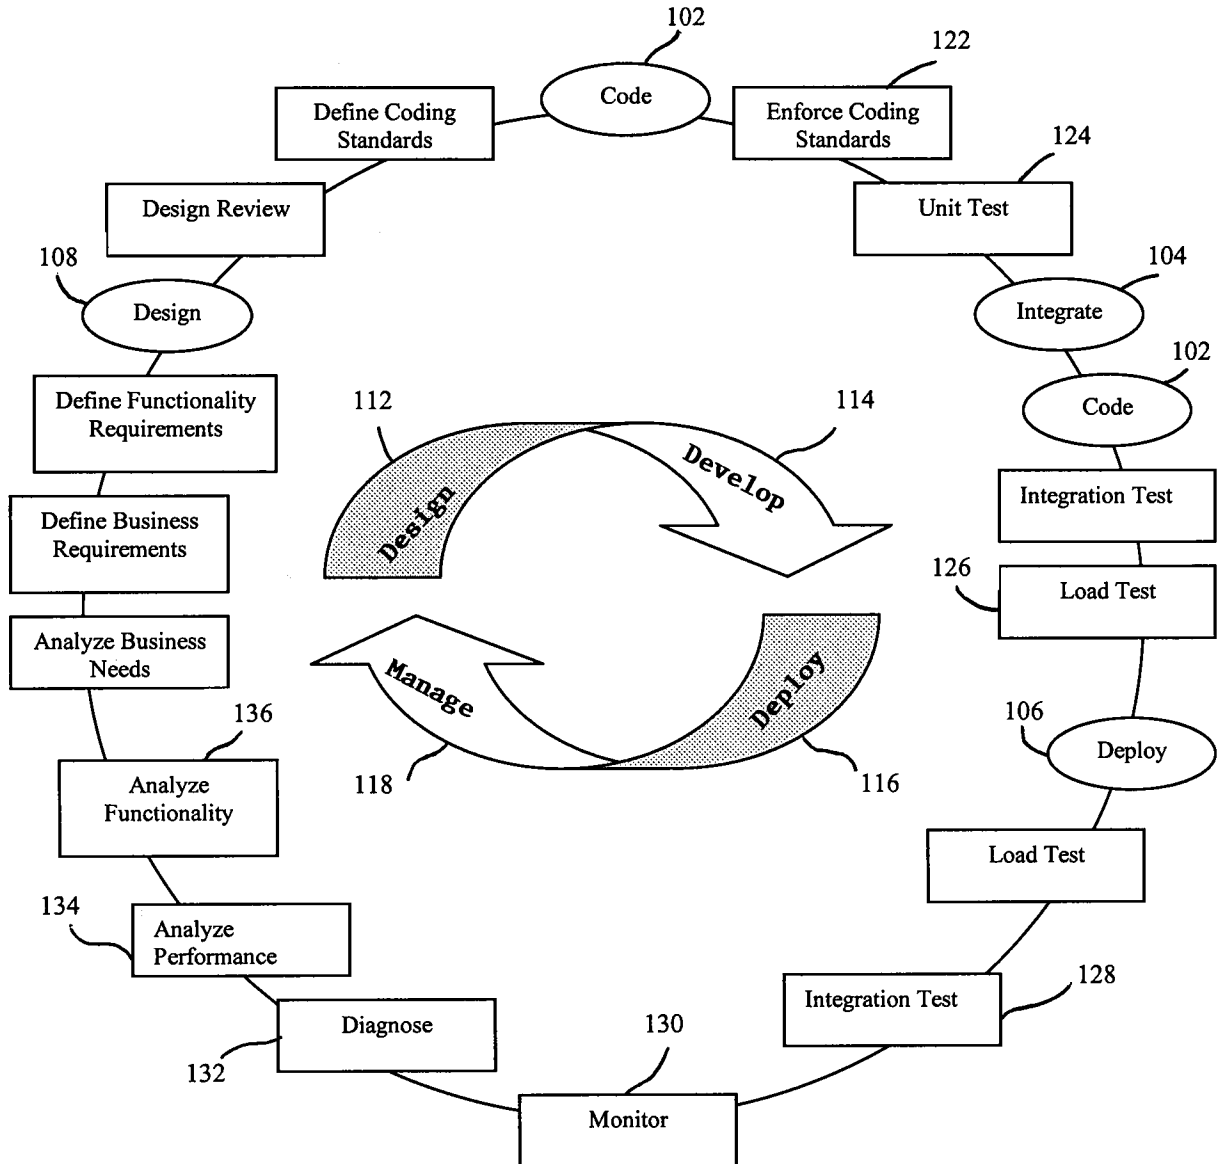 102
122
Code
Define Coding
Standards
Enforce Coding
Standards
124
Design Review
Unit Test
108
104
Design
Integrate
102
Code
Define Functionality
Requirements
112
114
Design
Develop
Integration Test
Define Business
Requirements
126
Load Test
Analyze Business
Needs
Manage
Deploy
136
106
Deploy
118
116
Analyze
Functionality
Load Test
134
Analyze
Performance
128
Integration Test
Diagnose
132
130
Monitor